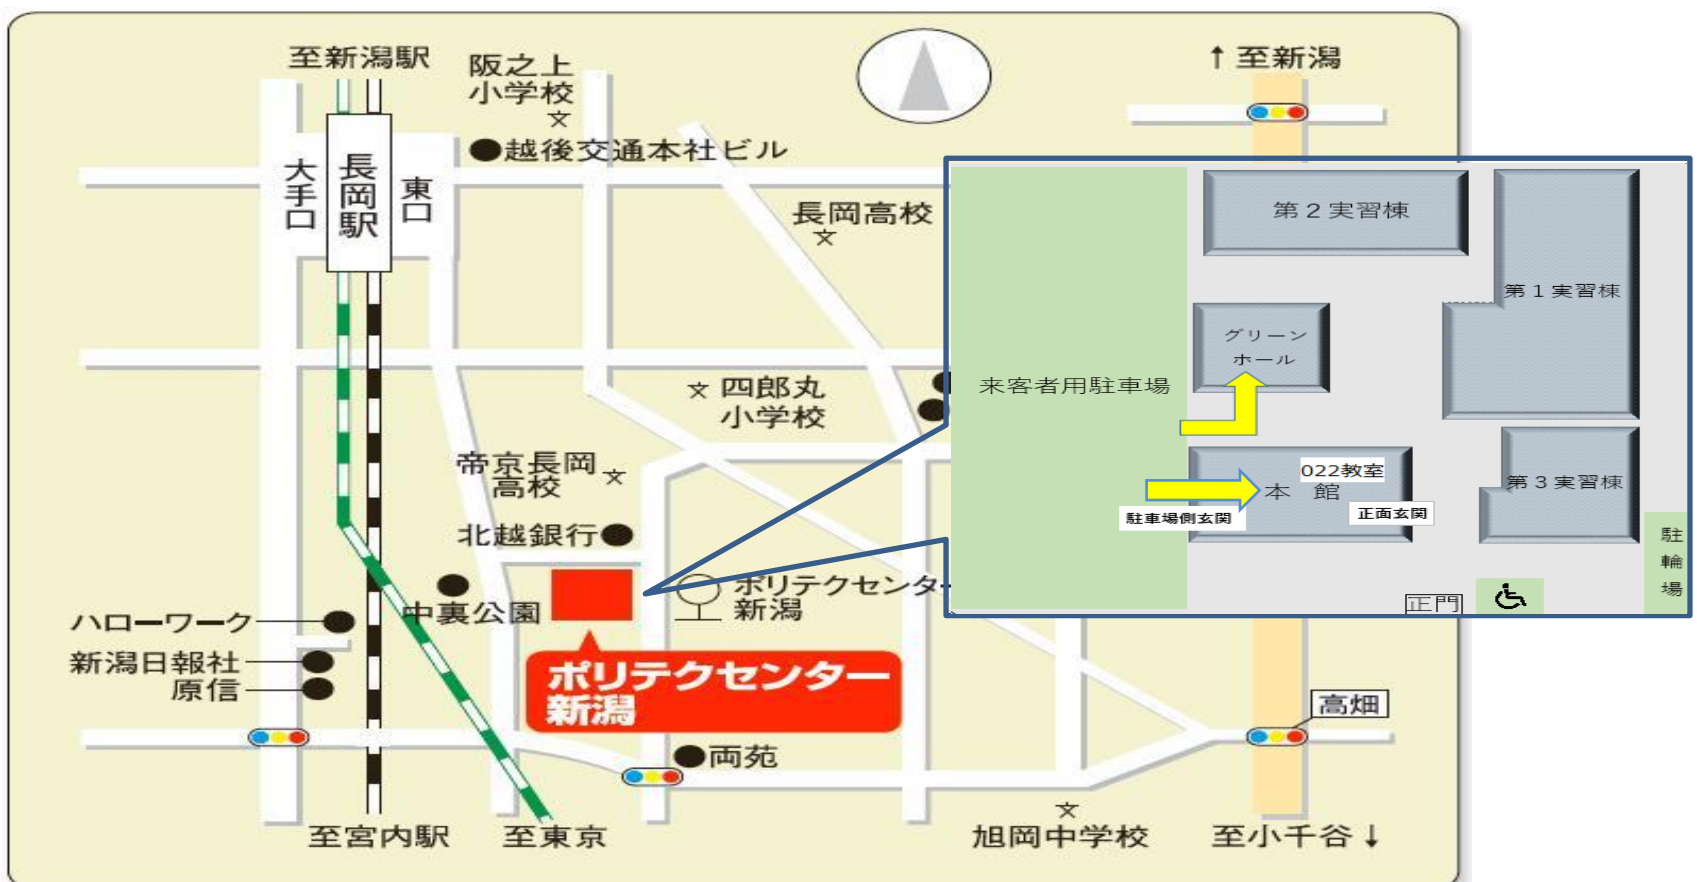 至新潟駅
阪之上
小学校
↑至新潟
越後交通本社ビル
大手口
長岡駅
東口
長岡高校
四郎丸
小学校
帝京長岡
高校
北越銀行
中裏公園
ポリテクセンター
新潟
ハローワーク
新潟日報社
原信
ポリテクセンター
新潟
両苑
高畑
至宮内駅
至東京
旭岡中学校
至小千谷↓
第2実習棟
第1実習棟
グリーン
ホール
来客者用駐車場
022教室
本 館
駐車場側玄関
正面玄関
第3実習棟
駐輪場
正門